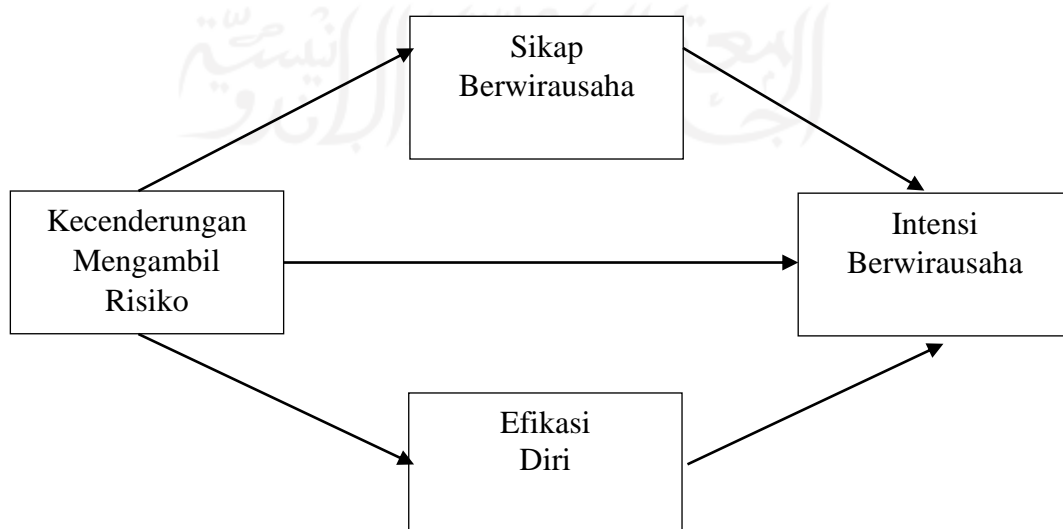 Sikap
Berwirausaha
Kecenderungan
Mengambil
Risiko
Intensi
Berwirausaha
Efikasi
Diri